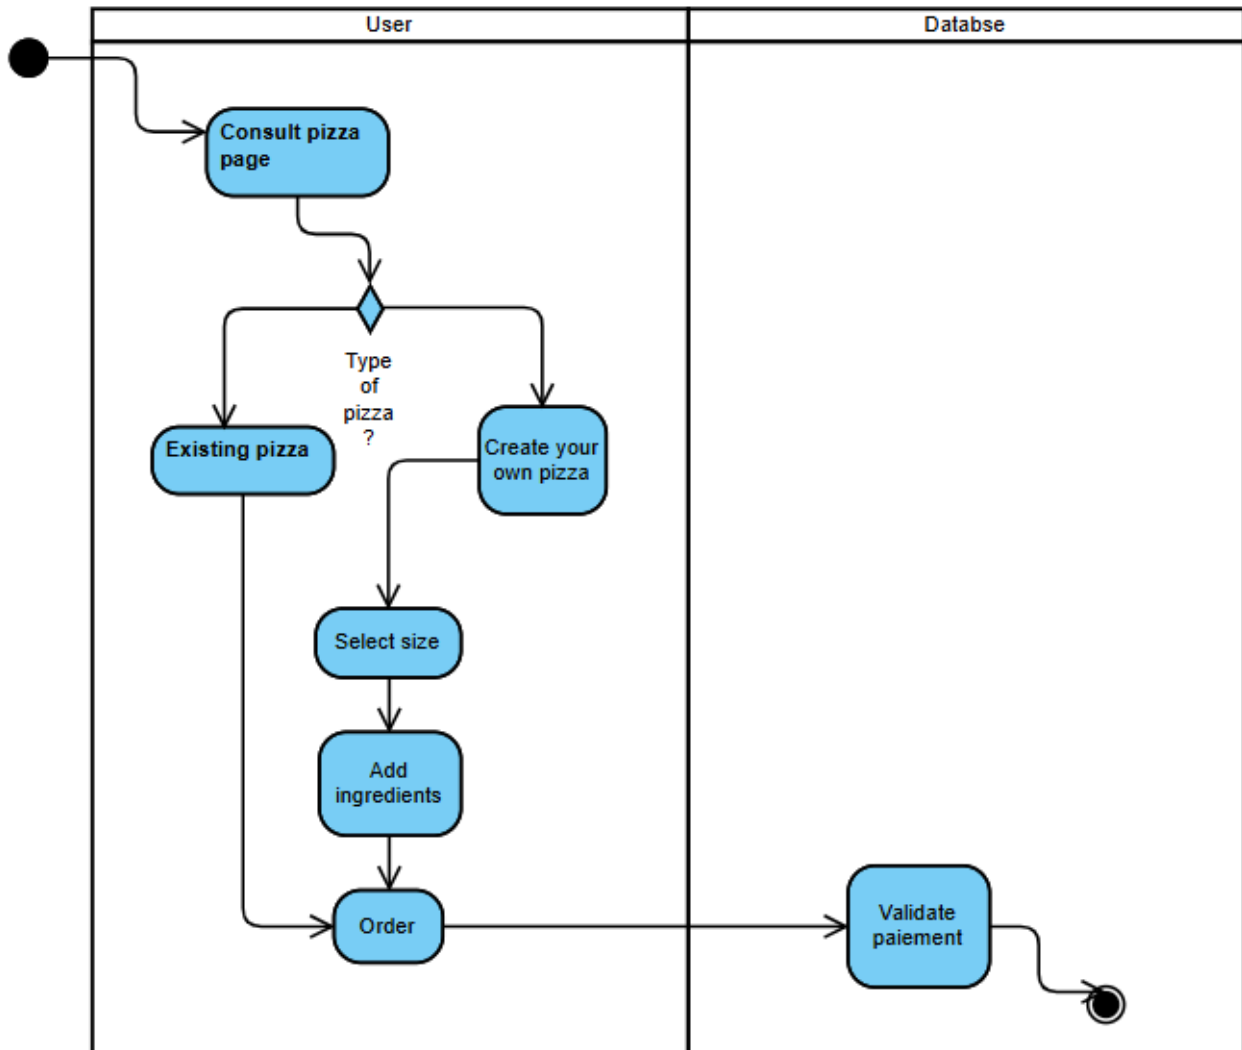 User
Databse
Consult pizza
page
Type
of
pizza
?
Existing pizza
Create your
own pizza
Select size
Add
ingredients
Order
Validate
paiement